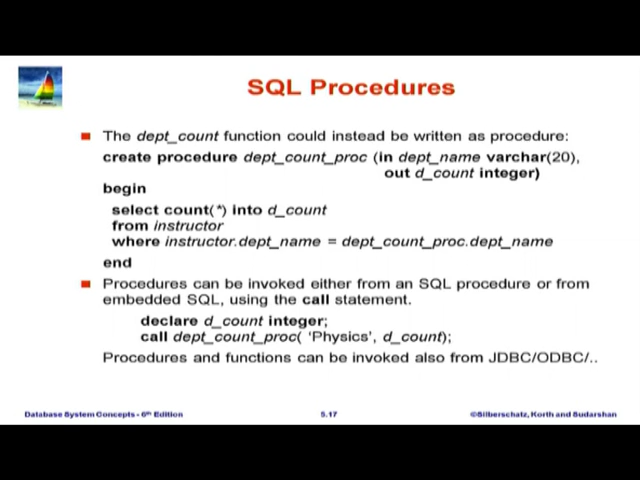 SQL Procedures
The dept_count function could instead be written as procedure:
create procedure dept_count_proc (in dept_name varchar(20),
out d_count integer)
begin
select count(*) into d_count
from instructor
where instructor.dept_name = dept_count_proc.dept_name
end
Procedures can be invoked either from an SQL procedure or from
embedded SQL, using the call statement.
declare d_count integer;
call dept_count_proc( 'Physics', d_count);
Procedures and functions can be invoked also from JDBC/ODBC/..
Database System Concepts - 6th Edition
5.17
©Silberschatz, Korth and Sudarshan